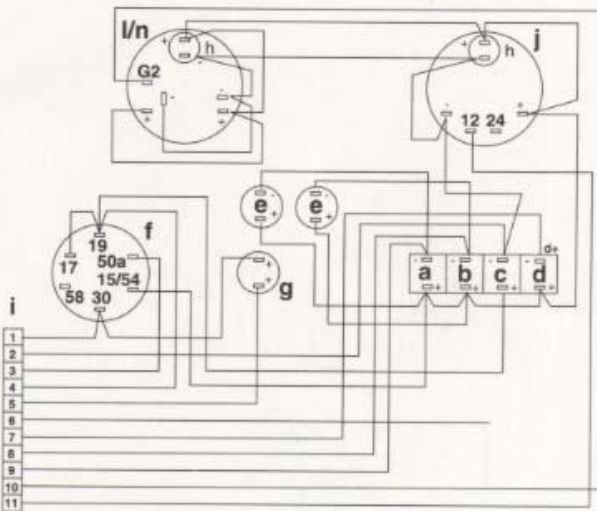 l/n
+ h -
G2
-
- +
+
j
+ h
-
- +
12 24
e - +
e - +
f
19
17 50a
15/54
58 30
+ + g
d+
- a +
- b +
- c +
- d +
i
1
2
3
4
5
6
7
8
9
10
11